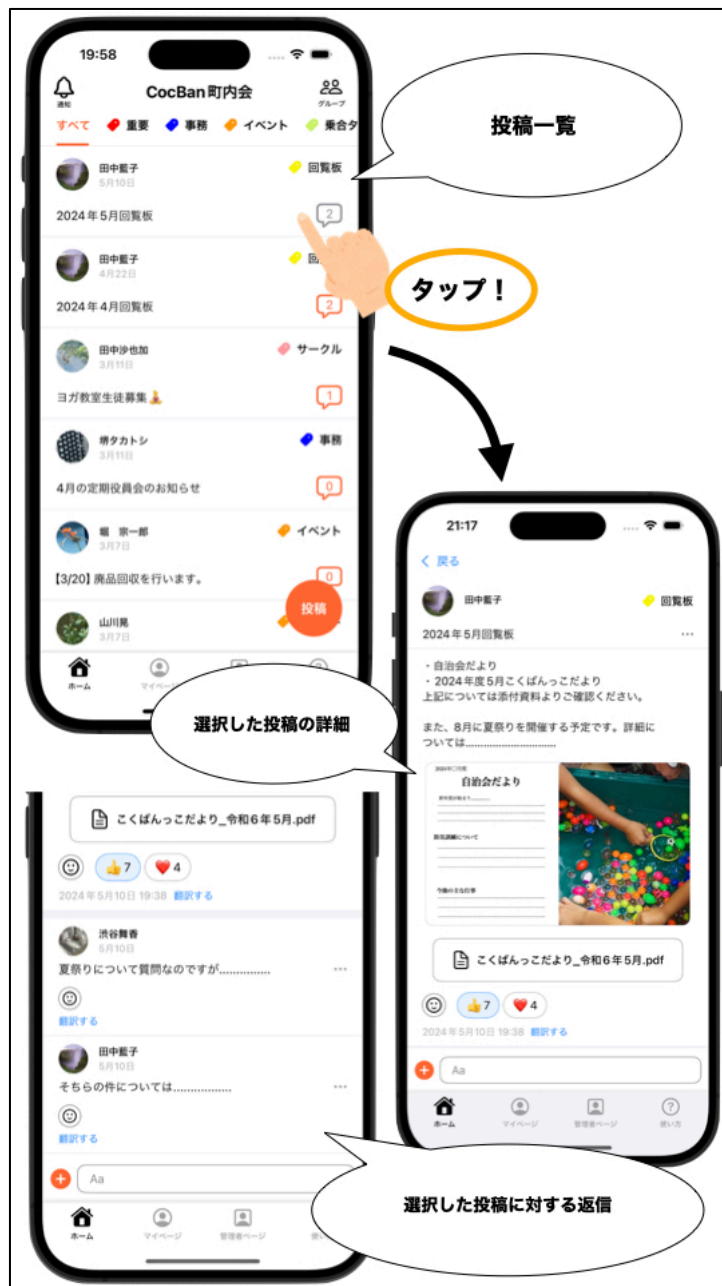 19:58
通知
CocBan町内会
グループ
すべて 重要 事務 イベント 乗合タ
投稿一覧
田中藍子
回覧板
5月10日
2024年5月回覧板
2
田中藍子
4月22日
2024年4月回覧板
2
タップ!
田中沙也加
サークル
3月11日
ヨガ教室生徒募集
1
堺タカトシ
事務
3月11日
4月の定期役員会のお知らせ
0
堀 宗一郎
イベント
3月7日
【3/20】廃品回収を行います。
0
投稿
山川晃
3月7日
ホーム
マイページ
選択した投稿の詳細
21:17
戻る
田中藍子
回覧板
2024年5月回覧板
・自治会だより
・2024年度5月こくばんっこだより
上記については添付資料よりご確認ください。
また、8月に夏祭りを開催する予定です。詳細に
ついては..............................
自治会だより
防災訓練について
今後の主な行事
こくばんっこだより_令和6年5月.pdf
7 4
2024年5月10日 19:38 翻訳する
Aa
ホーム マイページ 管理者ページ 使い方
こくばんっこだより_令和6年5月.pdf
7 4
2024年5月10日 19:38 翻訳する
渋谷舞香
5月10日
夏祭りについて質問なのですが...............
翻訳する
田中藍子
5月10日
そちらの件については.................
翻訳する
Aa
ホーム マイページ 管理者ページ
選択した投稿に対する返信